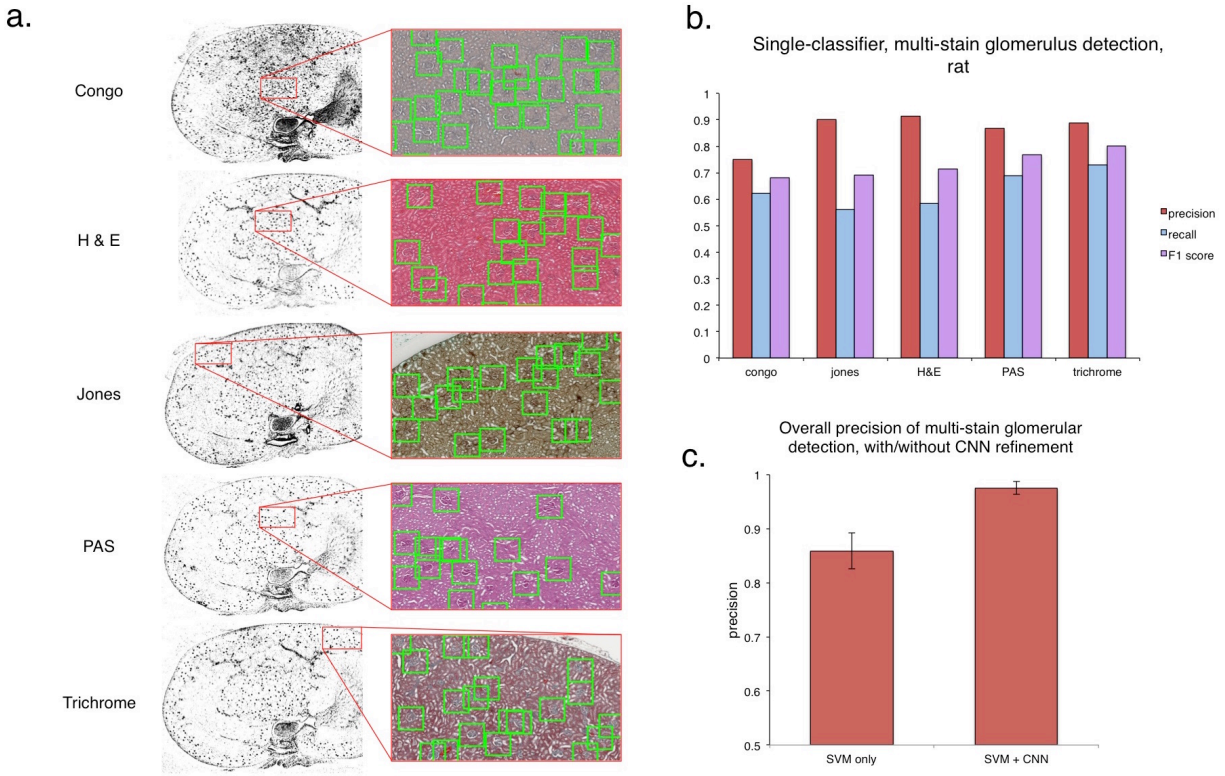 a.
Congo
H & E
Jones
PAS
Trichrome
b.
Single-classifier, multi-stain glomerulus detection,
rat
1
0.9
0.8
0.7
0.6
0.5
0.4
0.3
0.2
0.1
0
congo
jones
H&E
PAS
trichrome
precision
recall
F1 score
c.
Overall precision of multi-stain glomerular
detection, with/without CNN refinement
precision
1
0.9
0.8
0.7
0.6
0.5
SVM only
SVM + CNN